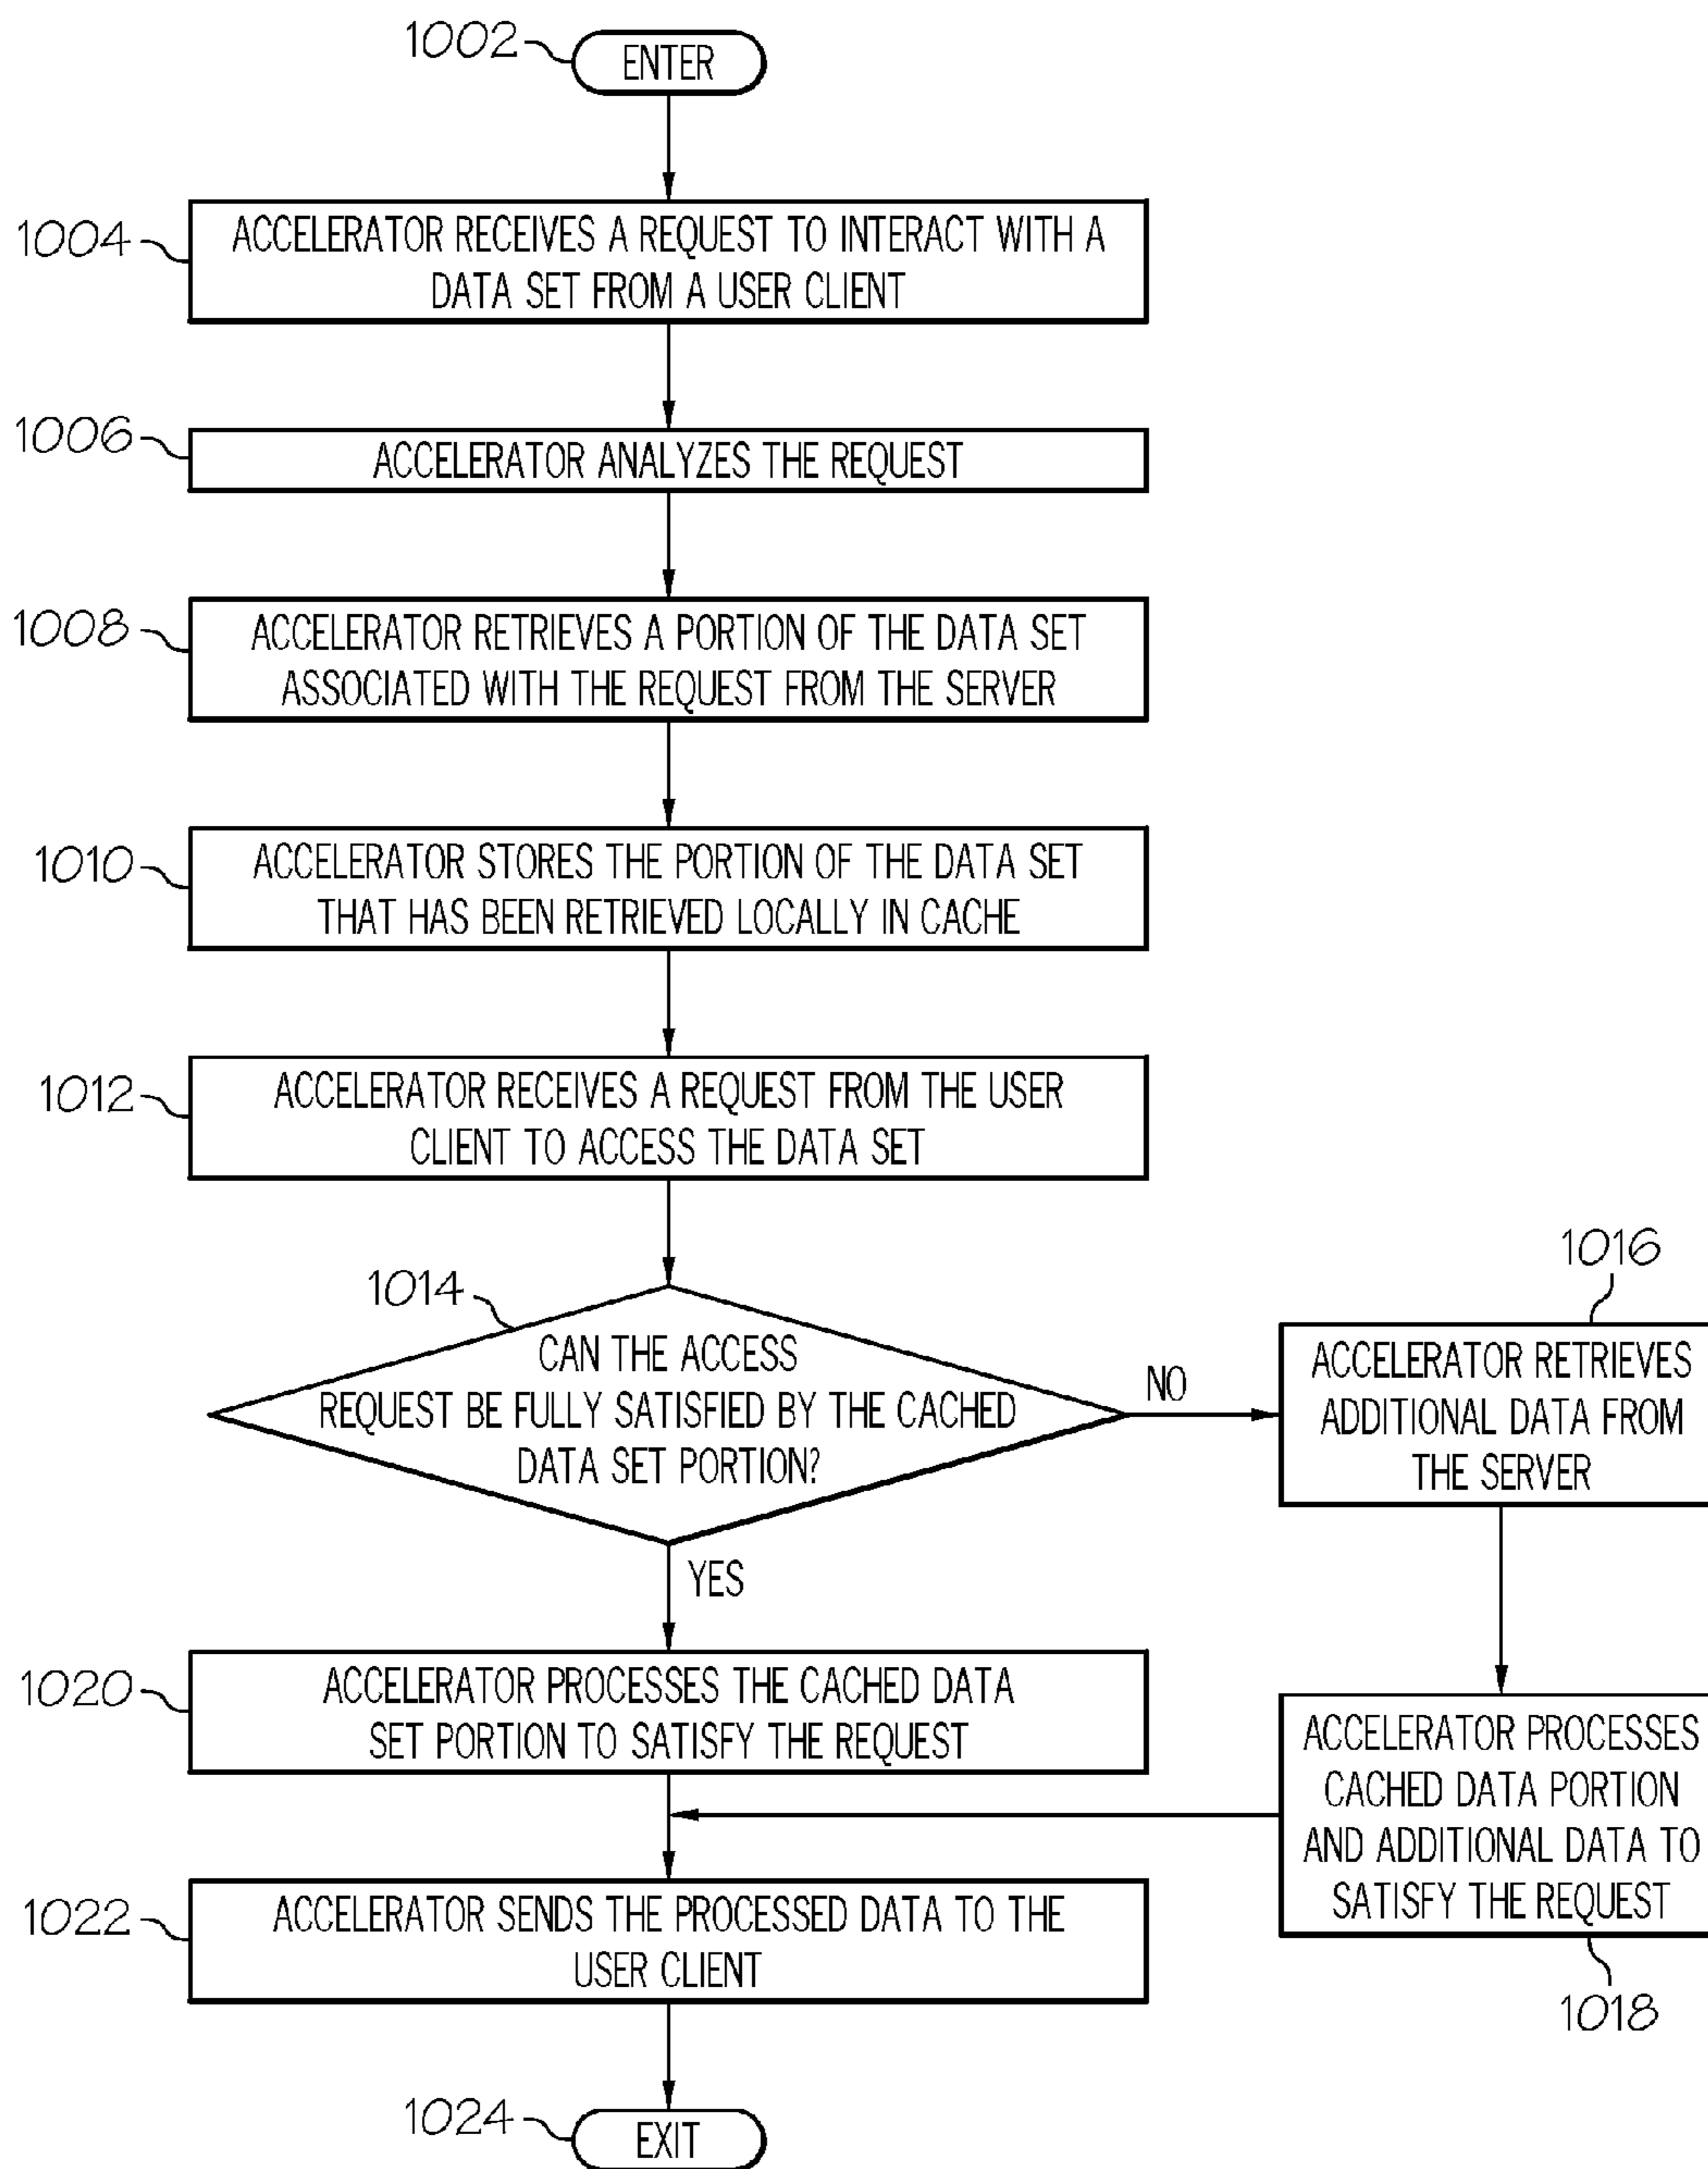 1002
ENTER
1004
ACCELERATOR RECEIVES A REQUEST TO INTERACT WITH A
DATA SET FROM A USER CLIENT
1006
ACCELERATOR ANALYZES THE REQUEST
1008
ACCELERATOR RETRIEVES A PORTION OF THE DATA SET
ASSOCIATED WITH THE REQUEST FROM THE SERVER
1010
ACCELERATOR STORES THE PORTION OF THE DATA SET
THAT HAS BEEN RETRIEVED LOCALLY IN CACHE
1012
ACCELERATOR RECEIVES A REQUEST FROM THE USER
CLIENT TO ACCESS THE DATA SET
1014
CAN THE ACCESS
REQUEST BE FULLY SATISFIED BY THE CACHED
DATA SET PORTION?
NO
1016
ACCELERATOR RETRIEVES
ADDITIONAL DATA FROM
THE SERVER
YES
1020
ACCELERATOR PROCESSES THE CACHED DATA
SET PORTION TO SATISFY THE REQUEST
ACCELERATOR PROCESSES
CACHED DATA PORTION
AND ADDITIONAL DATA TO
SATISFY THE REQUEST
1018
1022
ACCELERATOR SENDS THE PROCESSED DATA TO THE
USER CLIENT
1024
EXIT